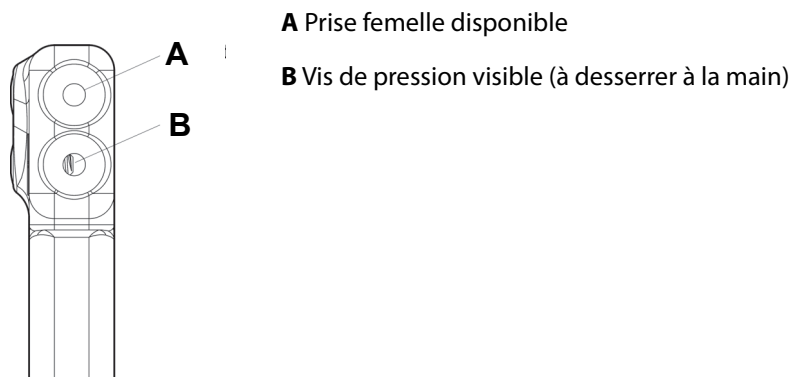 A Prise femelle disponible
A
B Vis de pression visible (à desserrer à la main)
B